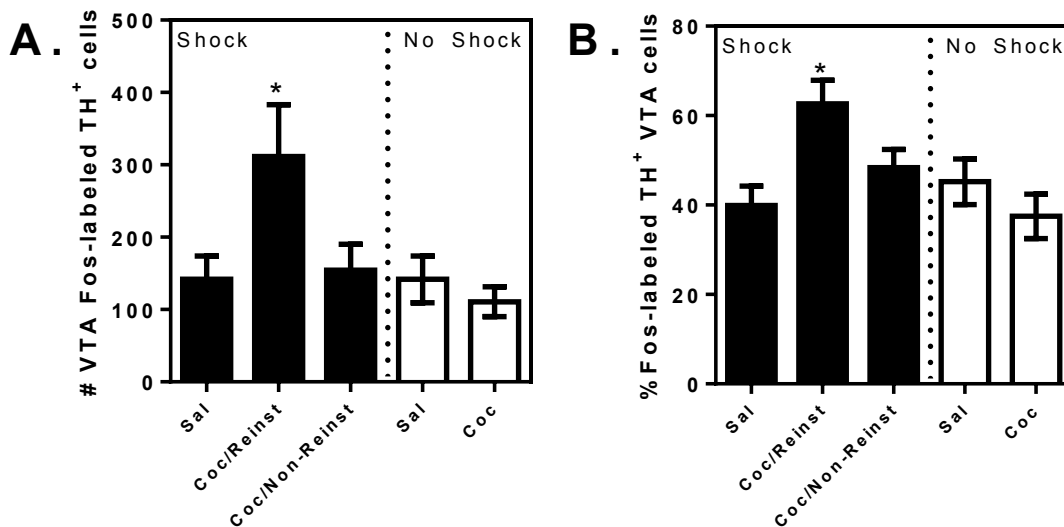 A.
# VTA Fos-labeled TH⁺ cells
500
400
300
200
100
0
Shock
No Shock
*
Sal
Coc/Reinst
Coc/Non-Reinst
Sal
Coc
B.
% Fos-labeled TH⁺ VTA cells
80
60
40
20
0
Shock
No Shock
*
Sal
Coc/Reinst
Coc/Non-Reinst
Sal
Coc